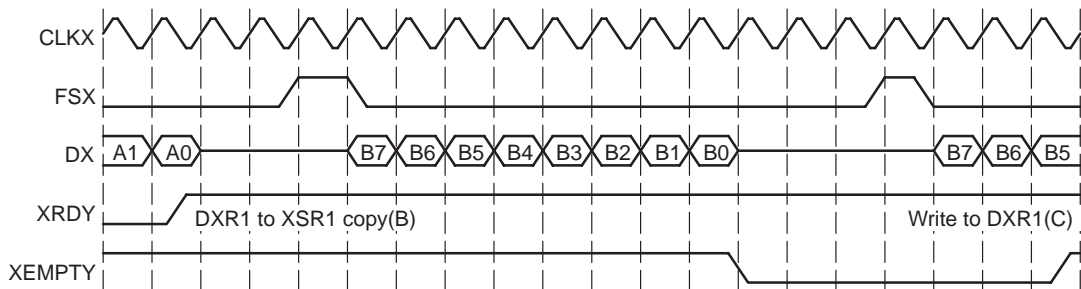 CLKX
FSX
DX A1 A0 B7 B6 B5 B4 B3 B2 B1 B0 B7 B6 B5
XRDY DXR1 to XSR1 copy(B) Write to DXR1(C)
XEMPTY